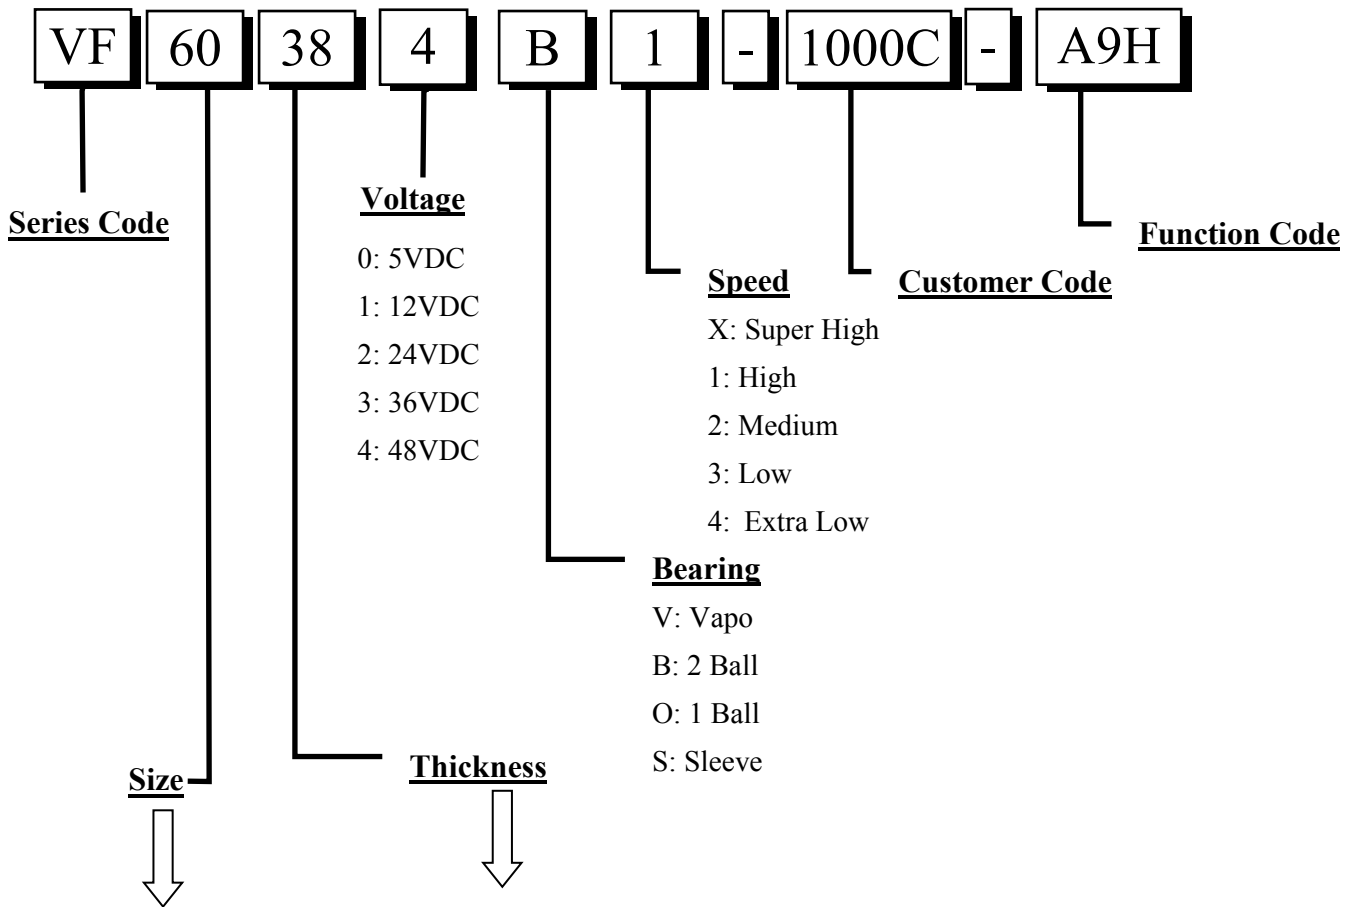 VF 60 38 4 B 1 - 1000C - A9H
Series Code
Voltage
0: 5VDC
1: 12VDC
2: 24VDC
3: 36VDC
4: 48VDC
Function Code
Customer Code
Speed
X: Super High
1: High
2: Medium
3: Low
4: Extra Low
Bearing
V: Vapo
B: 2 Ball
O: 1 Ball
S: Sleeve
Size
Thickness